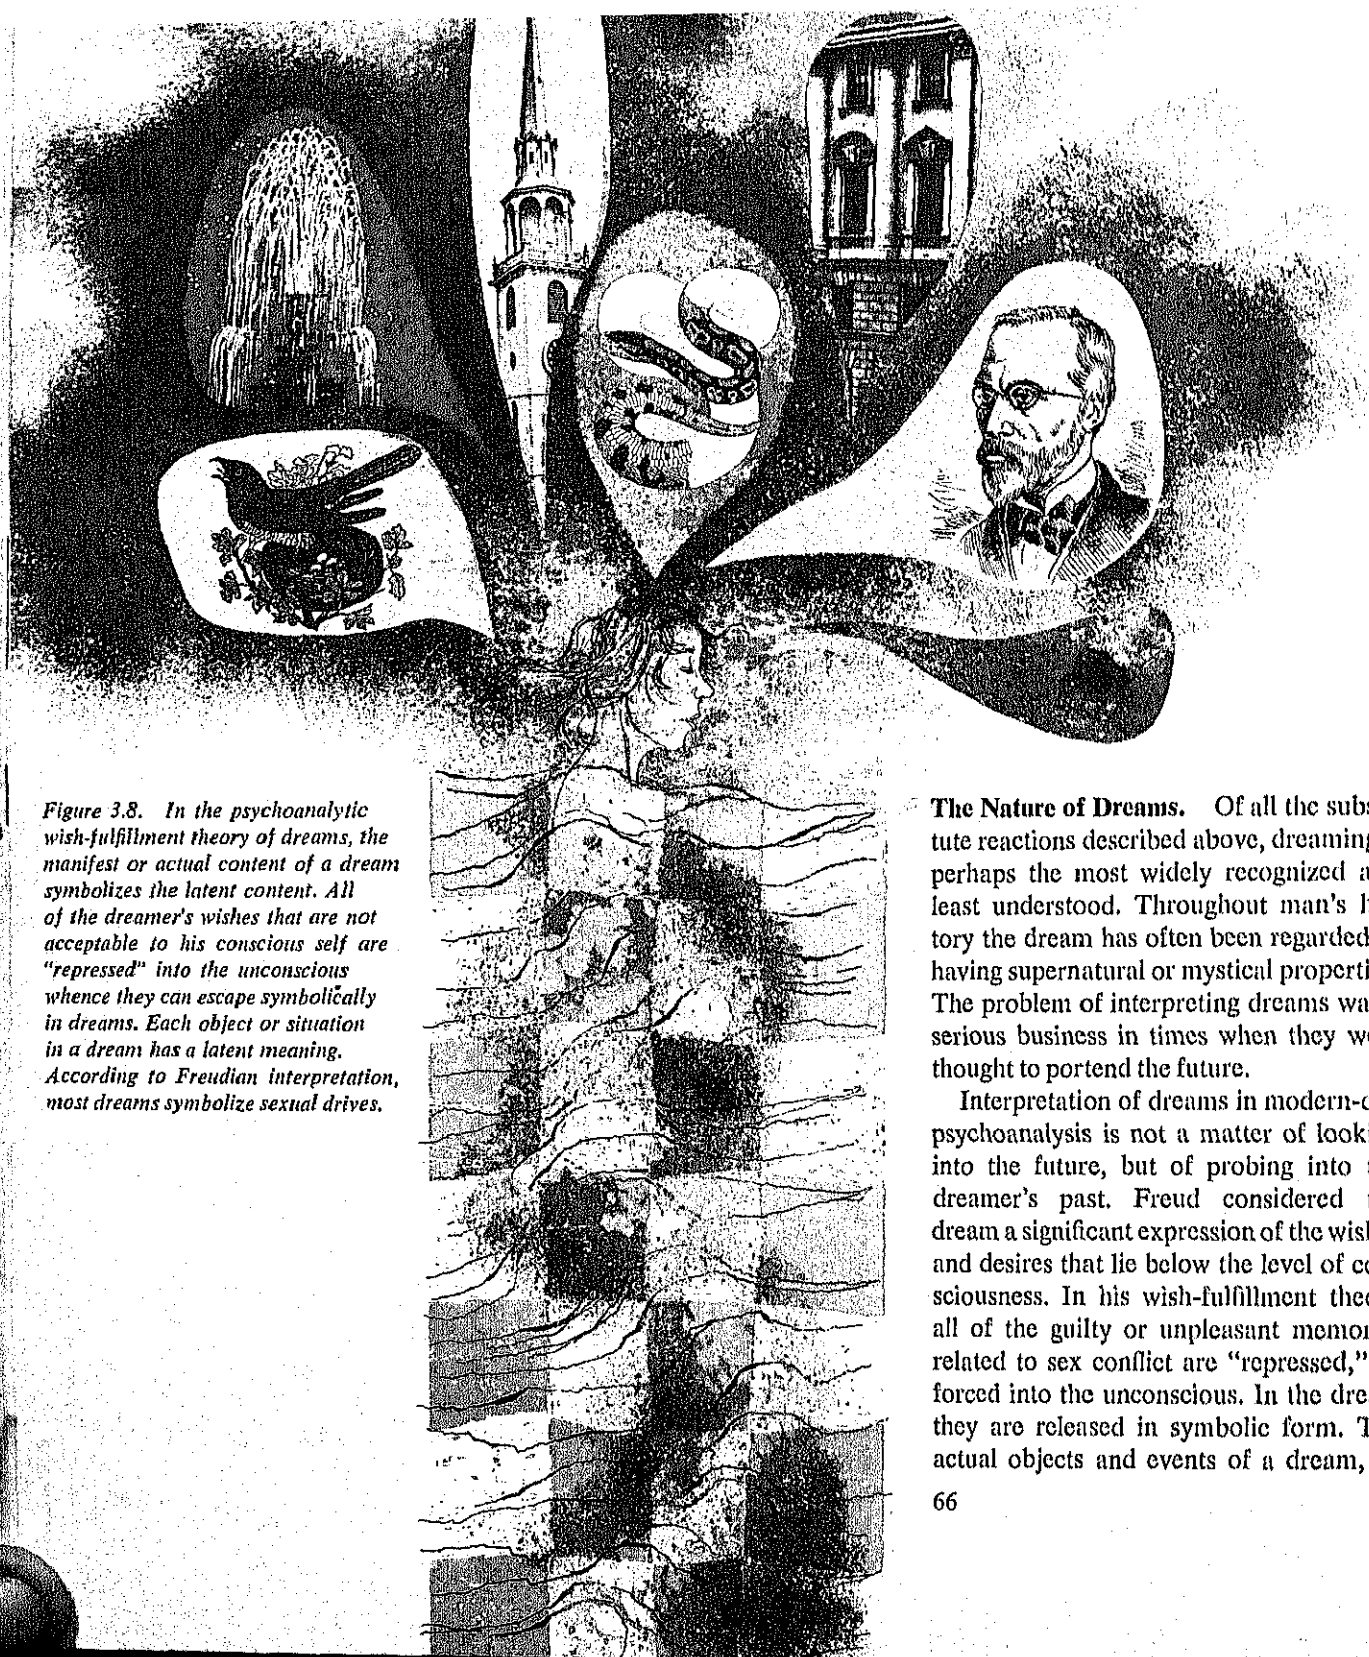 Figure 3.8. In the psychoanalytic
wish-fulfillment theory of dreams, the
manifest or actual content of a dream
symbolizes the latent content. All
of the dreamer's wishes that are not
acceptable to his conscious self are
"repressed" into the unconscious
whence they can escape symbolically
in dreams. Each object or situation
in a dream has a latent meaning.
According to Freudian interpretation,
most dreams symbolize sexual drives.
The Nature of Dreams. Of all the subs
tute reactions described above, dreaming
perhaps the most widely recognized a
least understood. Throughout man's h
tory the dream has often been regarded
having supernatural or mystical properti
The problem of interpreting dreams wa
serious business in times when they we
thought to portend the future.
Interpretation of dreams in modern-d
psychoanalysis is not a matter of looki
into the future, but of probing into
dreamer's past. Freud considered
dream a significant expression of the wish
and desires that lie below the level of co
sciousness. In his wish-fulfillment theo
all of the guilty or unpleasant memor
related to sex conflict are "repressed,"
forced into the unconscious. In the drea
they are released in symbolic form. T
actual objects and events of a dream,
66